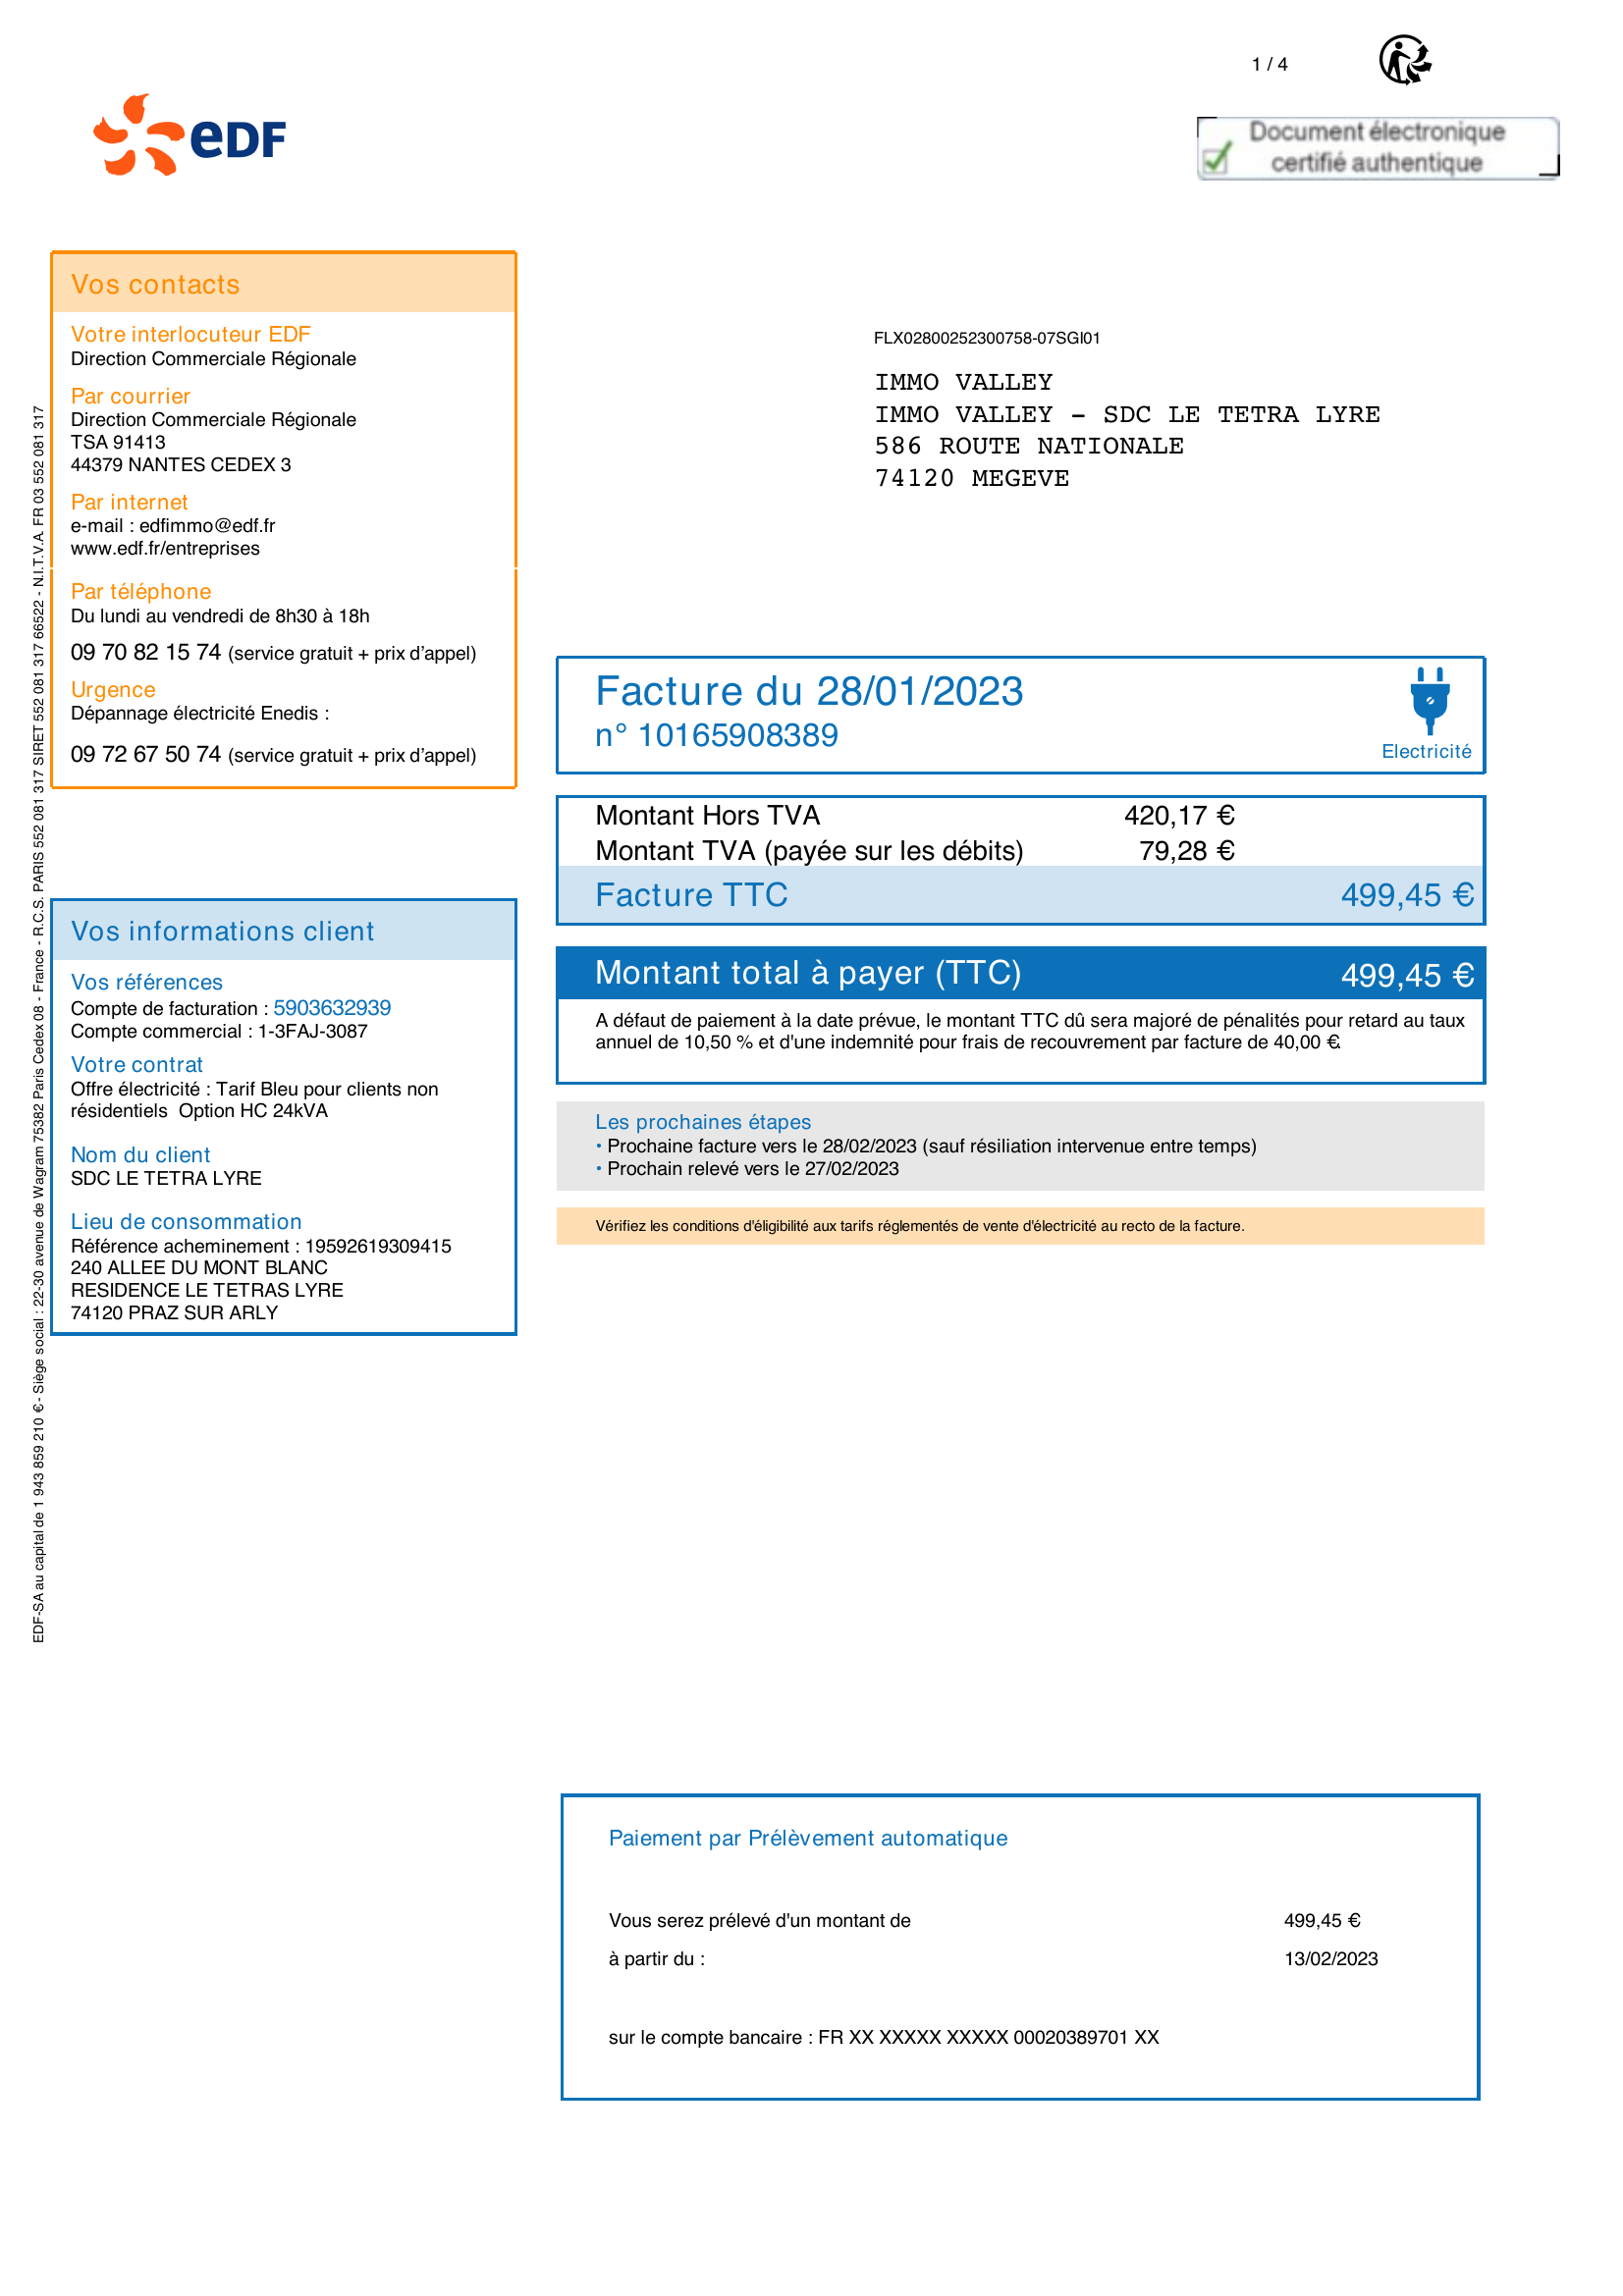 1 / 4
eDF
Document électronique
certifié authentique
Vos contacts
Votre interlocuteur EDF
Direction Commerciale Régionale
Par courrier
Direction Commerciale Régionale
TSA 91413
44379 NANTES CEDEX 3
Par internet
e-mail : edfimmo@edf.fr
www.edf.fr/entreprises
Par téléphone
Du lundi au vendredi de 8h30 à 18h
09 70 82 15 74 (service gratuit + prix d'appel)
Urgence
Dépannage électricité Enedis :
09 72 67 50 74 (service gratuit + prix d'appel)
FLX02800252300758-07SGI01
IMMO VALLEY
IMMO VALLEY – SDC LE TETRA LYRE
586 ROUTE NATIONALE
74120 MEGEVE
Facture du 28/01/2023
n° 10165908389
Electricité
Montant Hors TVA 420,17 €
Montant TVA (payée sur les débits) 79,28 €
Facture TTC 499,45 €
Montant total à payer (TTC) 499,45 €
A défaut de paiement à la date prévue, le montant TTC dû sera majoré de pénalités pour retard au taux
annuel de 10,50 % et d'une indemnité pour frais de recouvrement par facture de 40,00 €.
Les prochaines étapes
• Prochaine facture vers le 28/02/2023 (sauf résiliation intervenue entre temps)
• Prochain relevé vers le 27/02/2023
Vérifiez les conditions d'éligibilité aux tarifs réglementés de vente d'électricité au recto de la facture.
Vos informations client
Vos références
Compte de facturation : 5903632939
Compte commercial : 1-3FAJ-3087
Votre contrat
Offre électricité : Tarif Bleu pour clients non
résidentiels Option HC 24kVA
Nom du client
SDC LE TETRA LYRE
Lieu de consommation
Référence acheminement : 19592619309415
240 ALLEE DU MONT BLANC
RESIDENCE LE TETRAS LYRE
74120 PRAZ SUR ARLY
EDF-SA au capital de 1 943 859 210 € - Siège social : 22-30 avenue de Wagram 75382 Paris Cedex 08 - France - R.C.S. PARIS 552 081 317 SIRET 552 081 317 66522 - N.I.T.V.A. FR 03 552 081 317
Paiement par Prélèvement automatique
Vous serez prélevé d'un montant de 499,45 €
à partir du : 13/02/2023
sur le compte bancaire : FR XX XXXXX XXXXX 00020389701 XX